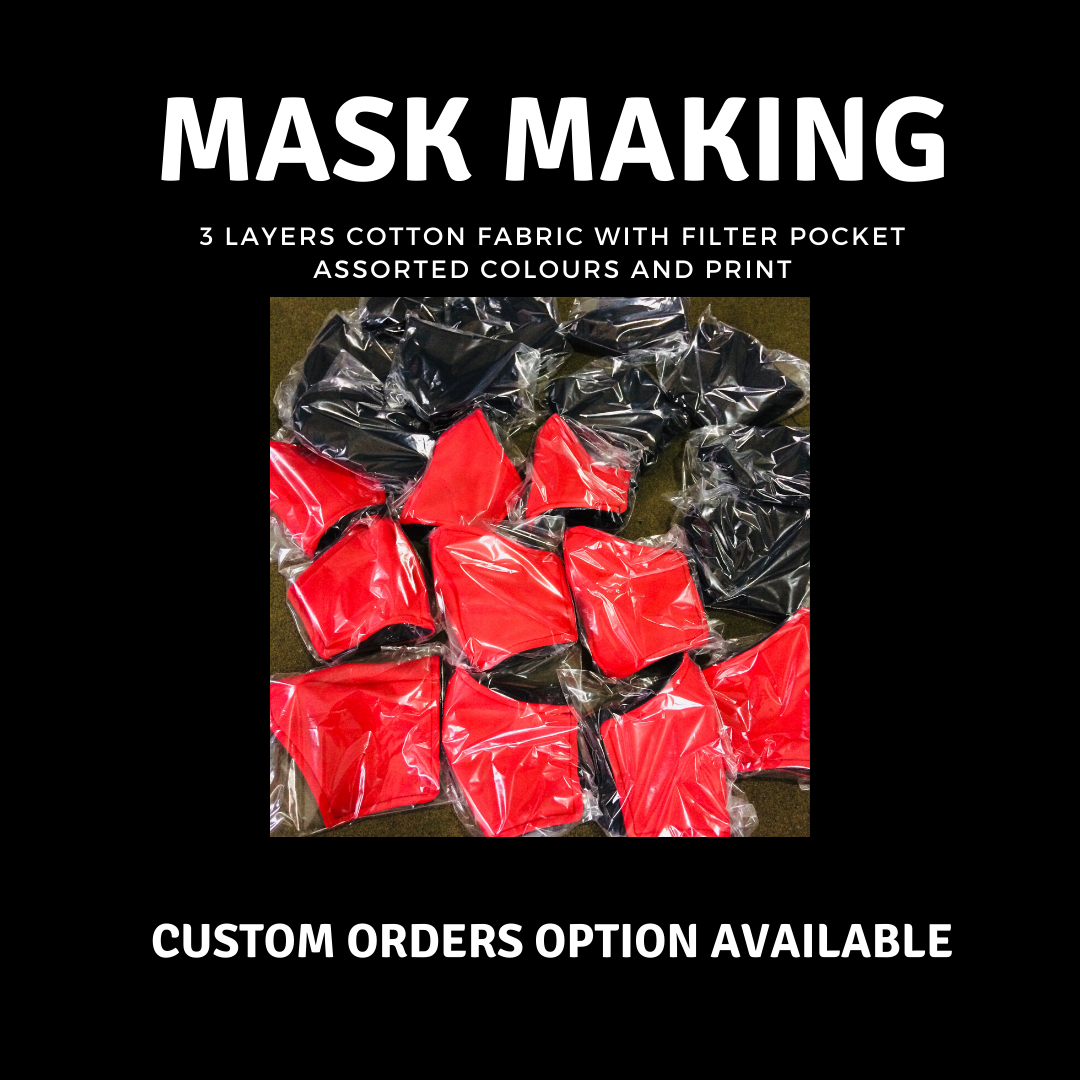 MASK MAKING
3 LAYERS COTTON FABRIC WITH FILTER POCKET
ASSORTED COLOURS AND PRINT
CUSTOM ORDERS OPTION AVAILABLE